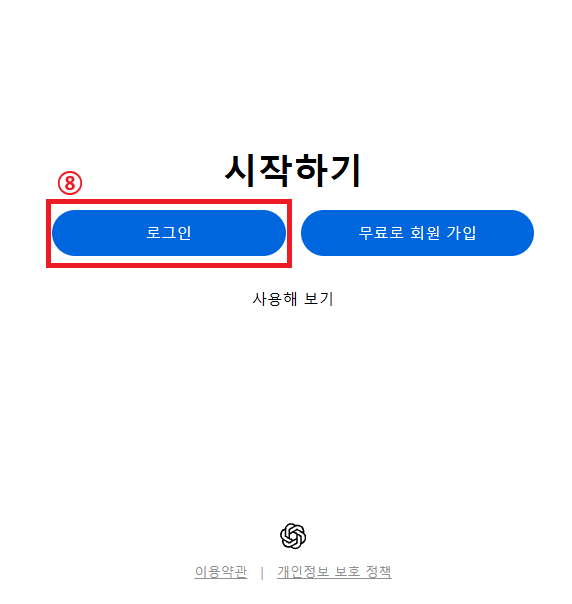 시작하기
⑧
로그인 무료로 회원 가입
사용해 보기
이용약관 | 개인정보 보호 정책